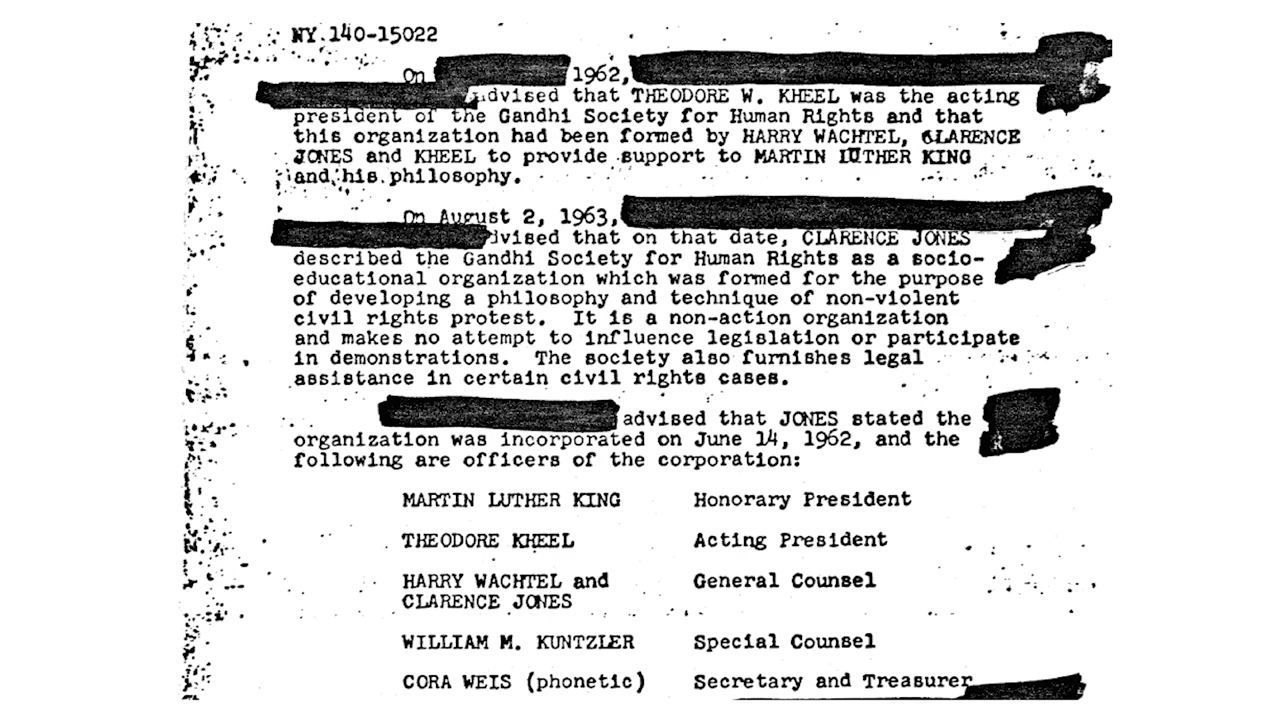 NY 140-15022
On 1962,
advised that THEODORE W. KHEEL was the acting
president of the Gandhi Society for Human Rights and that
this organization had been formed by HARRY WACHTEL, CLARENCE
JONES and KHEEL to provide support to MARTIN LUTHER KING
and his philosophy.
On August 2, 1963,
dvised that on that date, CLARENCE JONES
described the Gandhi Society for Human Rights as a socio-
educational organization which was formed for the purpose
of developing a philosophy and technique of non-violent
civil rights protest. It is a non-action organization
and makes no attempt to influence legislation or participate
in demonstrations. The society also furnishes legal
assistance in certain civil rights cases.
advised that JONES stated the
organization was incorporated on June 14, 1962, and the
following are officers of the corporation:
MARTIN LUTHER KING Honorary President
THEODORE KHEEL Acting President
HARRY WACHTEL and General Counsel
CLARENCE JONES
WILLIAM M. KUNTZLER Special Counsel
CORA WEIS (phonetic) Secretary and Treasurer